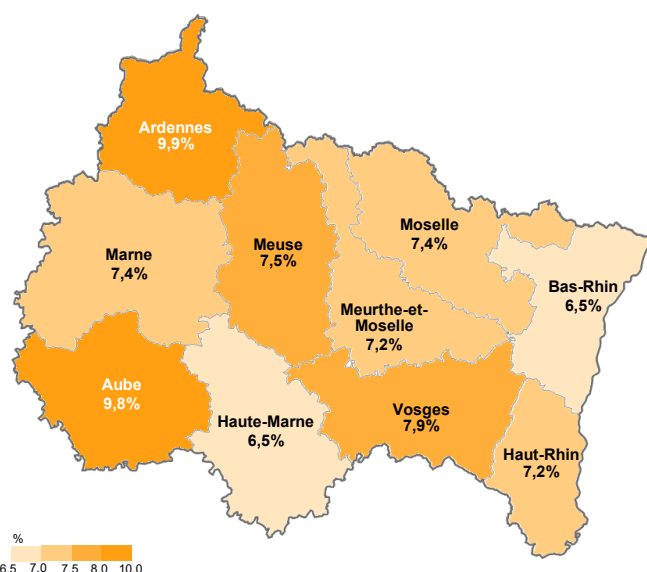 Ardennes
9,9%
Moselle
7,4%
Meuse
7,5%
Marne
7,4%
Bas-Rhin
6,5%
Meurthe-et-
Moselle
7,2%
Aube
9,8%
Vosges
7,9%
Haute-Marne
6,5%
Haut-Rhin
7,2%
%
6.5 7.0 7.5 8.0 10.0